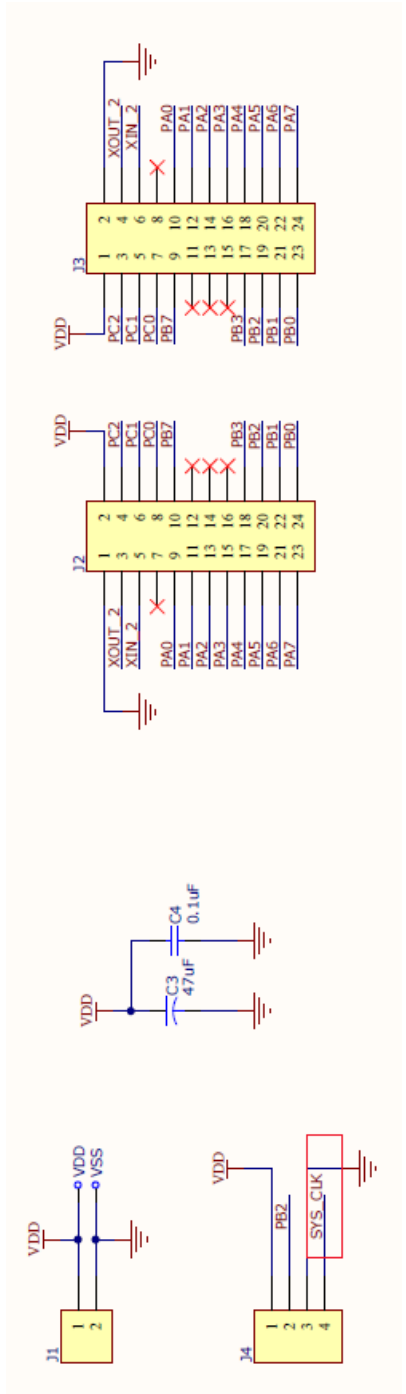 XOUT_2
XIN_2
PA0
PA1
PA2
PA3
PA4
PA5
PA6
PA7
J3
1 2
3 4
5 6
7 8
9 10
11 12
13 14
15 16
17 18
19 20
21 22
23 24
VDD
PC2
PC1
PC0
PB7
PB3
PB2
PB1
PB0
VDD
PC2
PC1
PC0
PB7
PB3
PB2
PB1
PB0
J2
1 2
3 4
5 6
7 8
9 10
11 12
13 14
15 16
17 18
19 20
21 22
23 24
XOUT_2
XIN_2
PA0
PA1
PA2
PA3
PA4
PA5
PA6
PA7
VDD
C4
0.1uF
C3
47uF
VDD
VDD
VSS
J1
1
2
VDD
PB2
SYS_CLK
J4
1
2
3
4